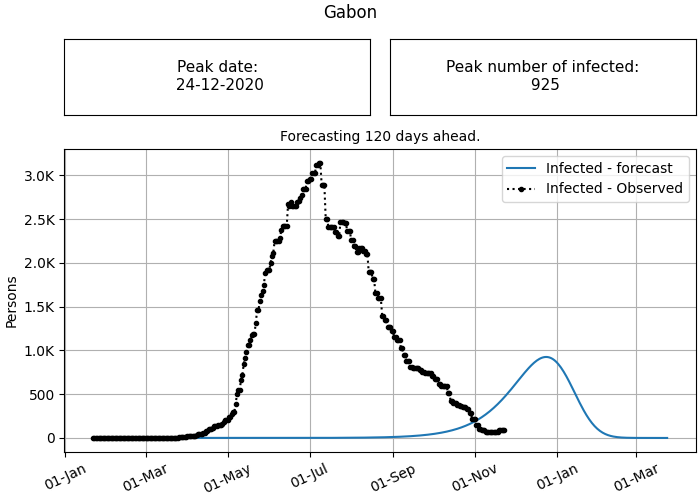 Gabon
Peak date:
24-12-2020
Peak number of infected:
925
Forecasting 120 days ahead.
Infected - forecast
Infected - Observed
Persons
3.0K
2.5K
2.0K
1.5K
1.0K
500
0
01-Jan
01-Mar
01-May
01-Jul
01-Sep
01-Nov
01-Jan
01-Mar